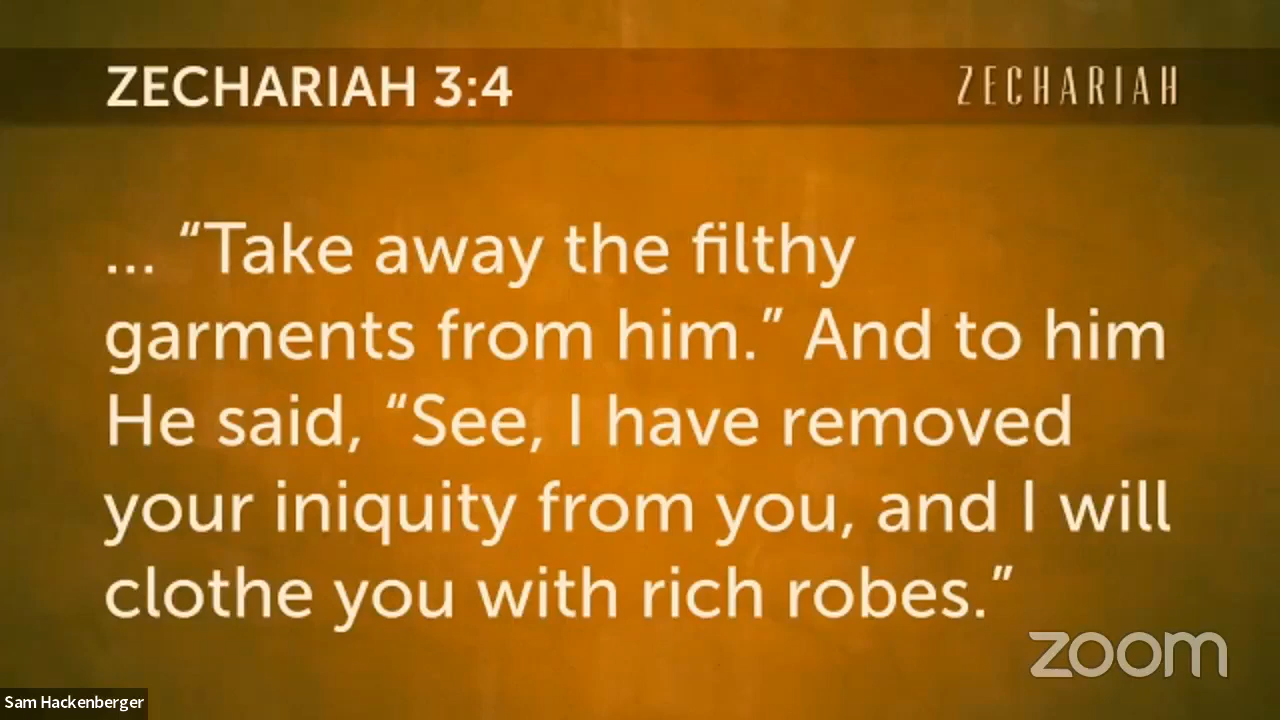 ZECHARIAH 3:4
ZECHARIAH
... “Take away the filthy
garments from him.” And to him
He said, “See, I have removed
your iniquity from you, and I will
clothe you with rich robes.”
zoom
Sam Hackenberger